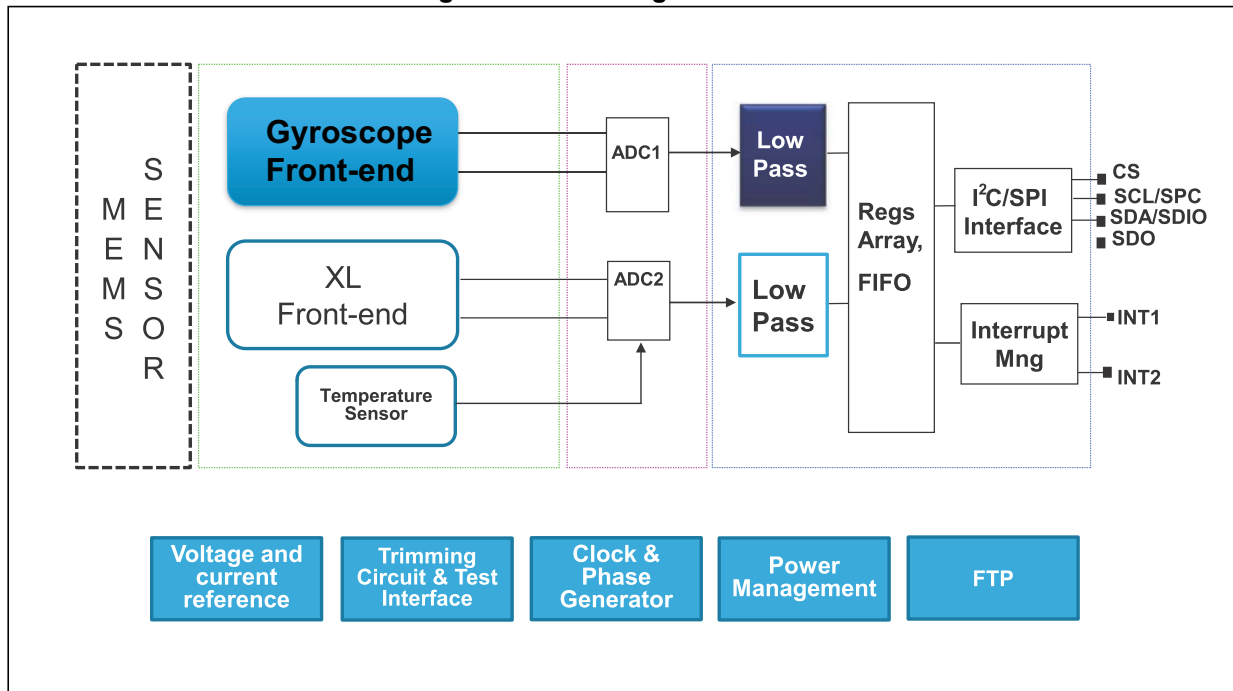 MEMS
SENSOR
Gyroscope
Front-end
XL
Front-end
Temperature
Sensor
ADC1
ADC2
Low
Pass
Low
Pass
Regs
Array,
FIFO
I²C/SPI
Interface
Interrupt
Mng
CS
SCL/SPC
SDA/SDIO
SDO
INT1
INT2
Voltage and
current
reference
Trimming
Circuit & Test
Interface
Clock &
Phase
Generator
Power
Management
FTP